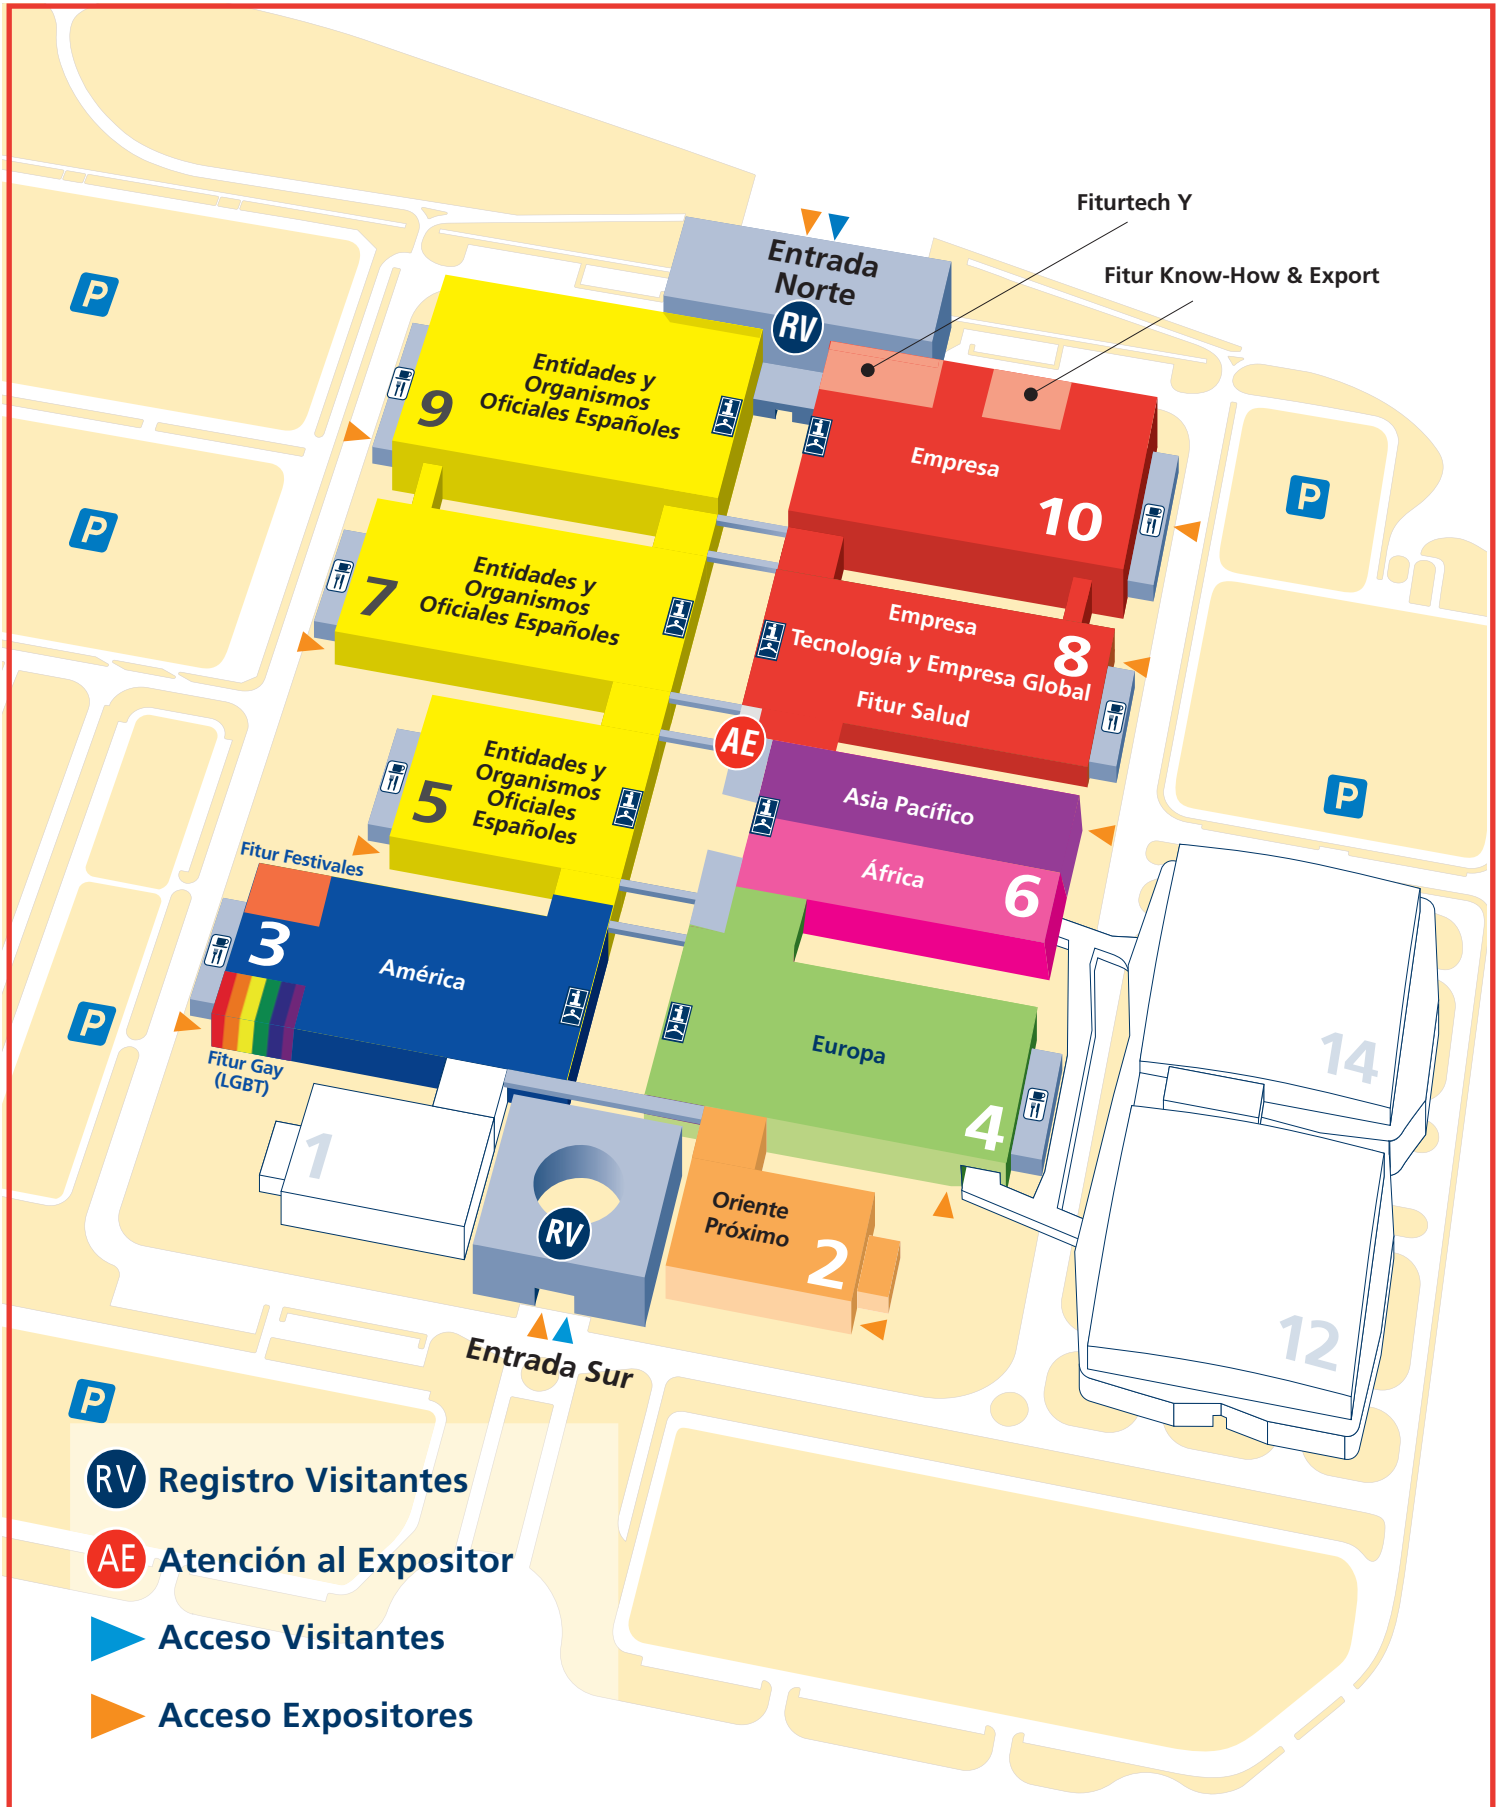 Fiturtech Y
Fitur Know-How & Export
Entrada
Norte
RV
Entidades y
Organismos
Oficiales Españoles
9
i
i
Empresa
10
P
P
P
P
Entidades y
Organismos
Oficiales Españoles
7
i
i
Empresa
8
Tecnología y Empresa Global
Fitur Salud
AE
Entidades y
Organismos
Oficiales
Españoles
5
i
i
Asia Pacífico
África
6
P
Fitur Festivales
3
América
i
i
Europa
4
Fitur Gay
(LGBT)
P
14
1
RV
Oriente
Próximo
2
12
Entrada Sur
P
RV Registro Visitantes
AE Atención al Expositor
Acceso Visitantes
Acceso Expositores